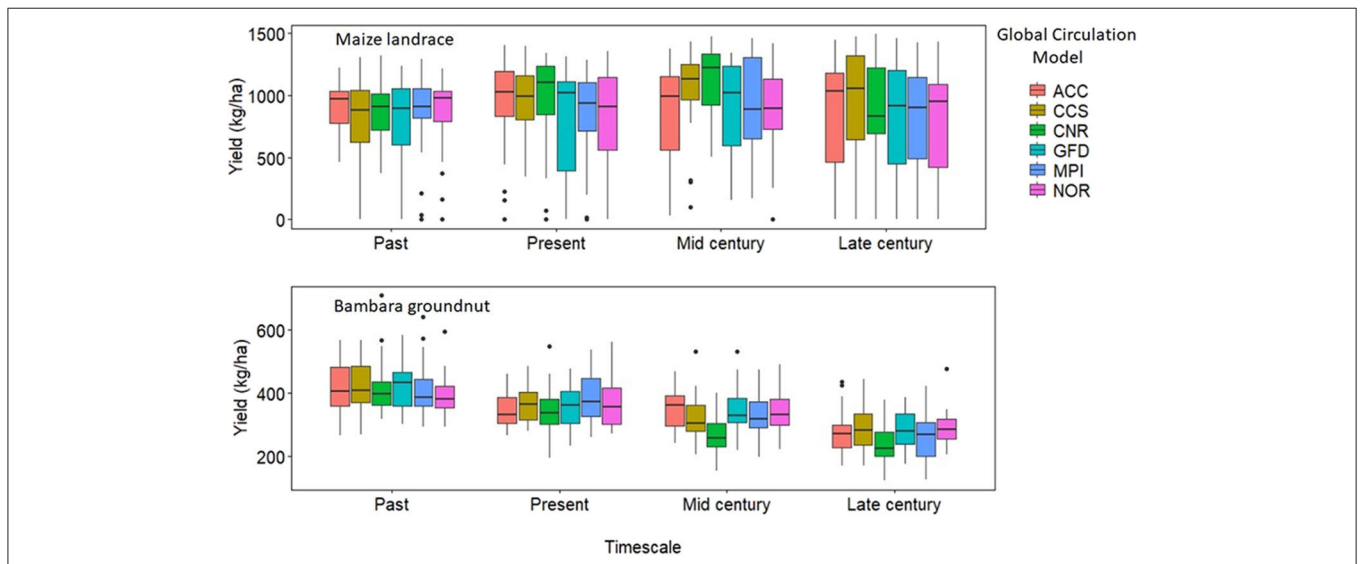 Maize landrace
Yield (kg/ha)
1500
1000
500
0
Past Present Mid century Late century
Global Circulation
Model
ACC
CCS
CNR
GFD
MPI
NOR
Bambara groundnut
Yield (kg/ha)
600
400
200
Past Present Mid century Late century
Timescale